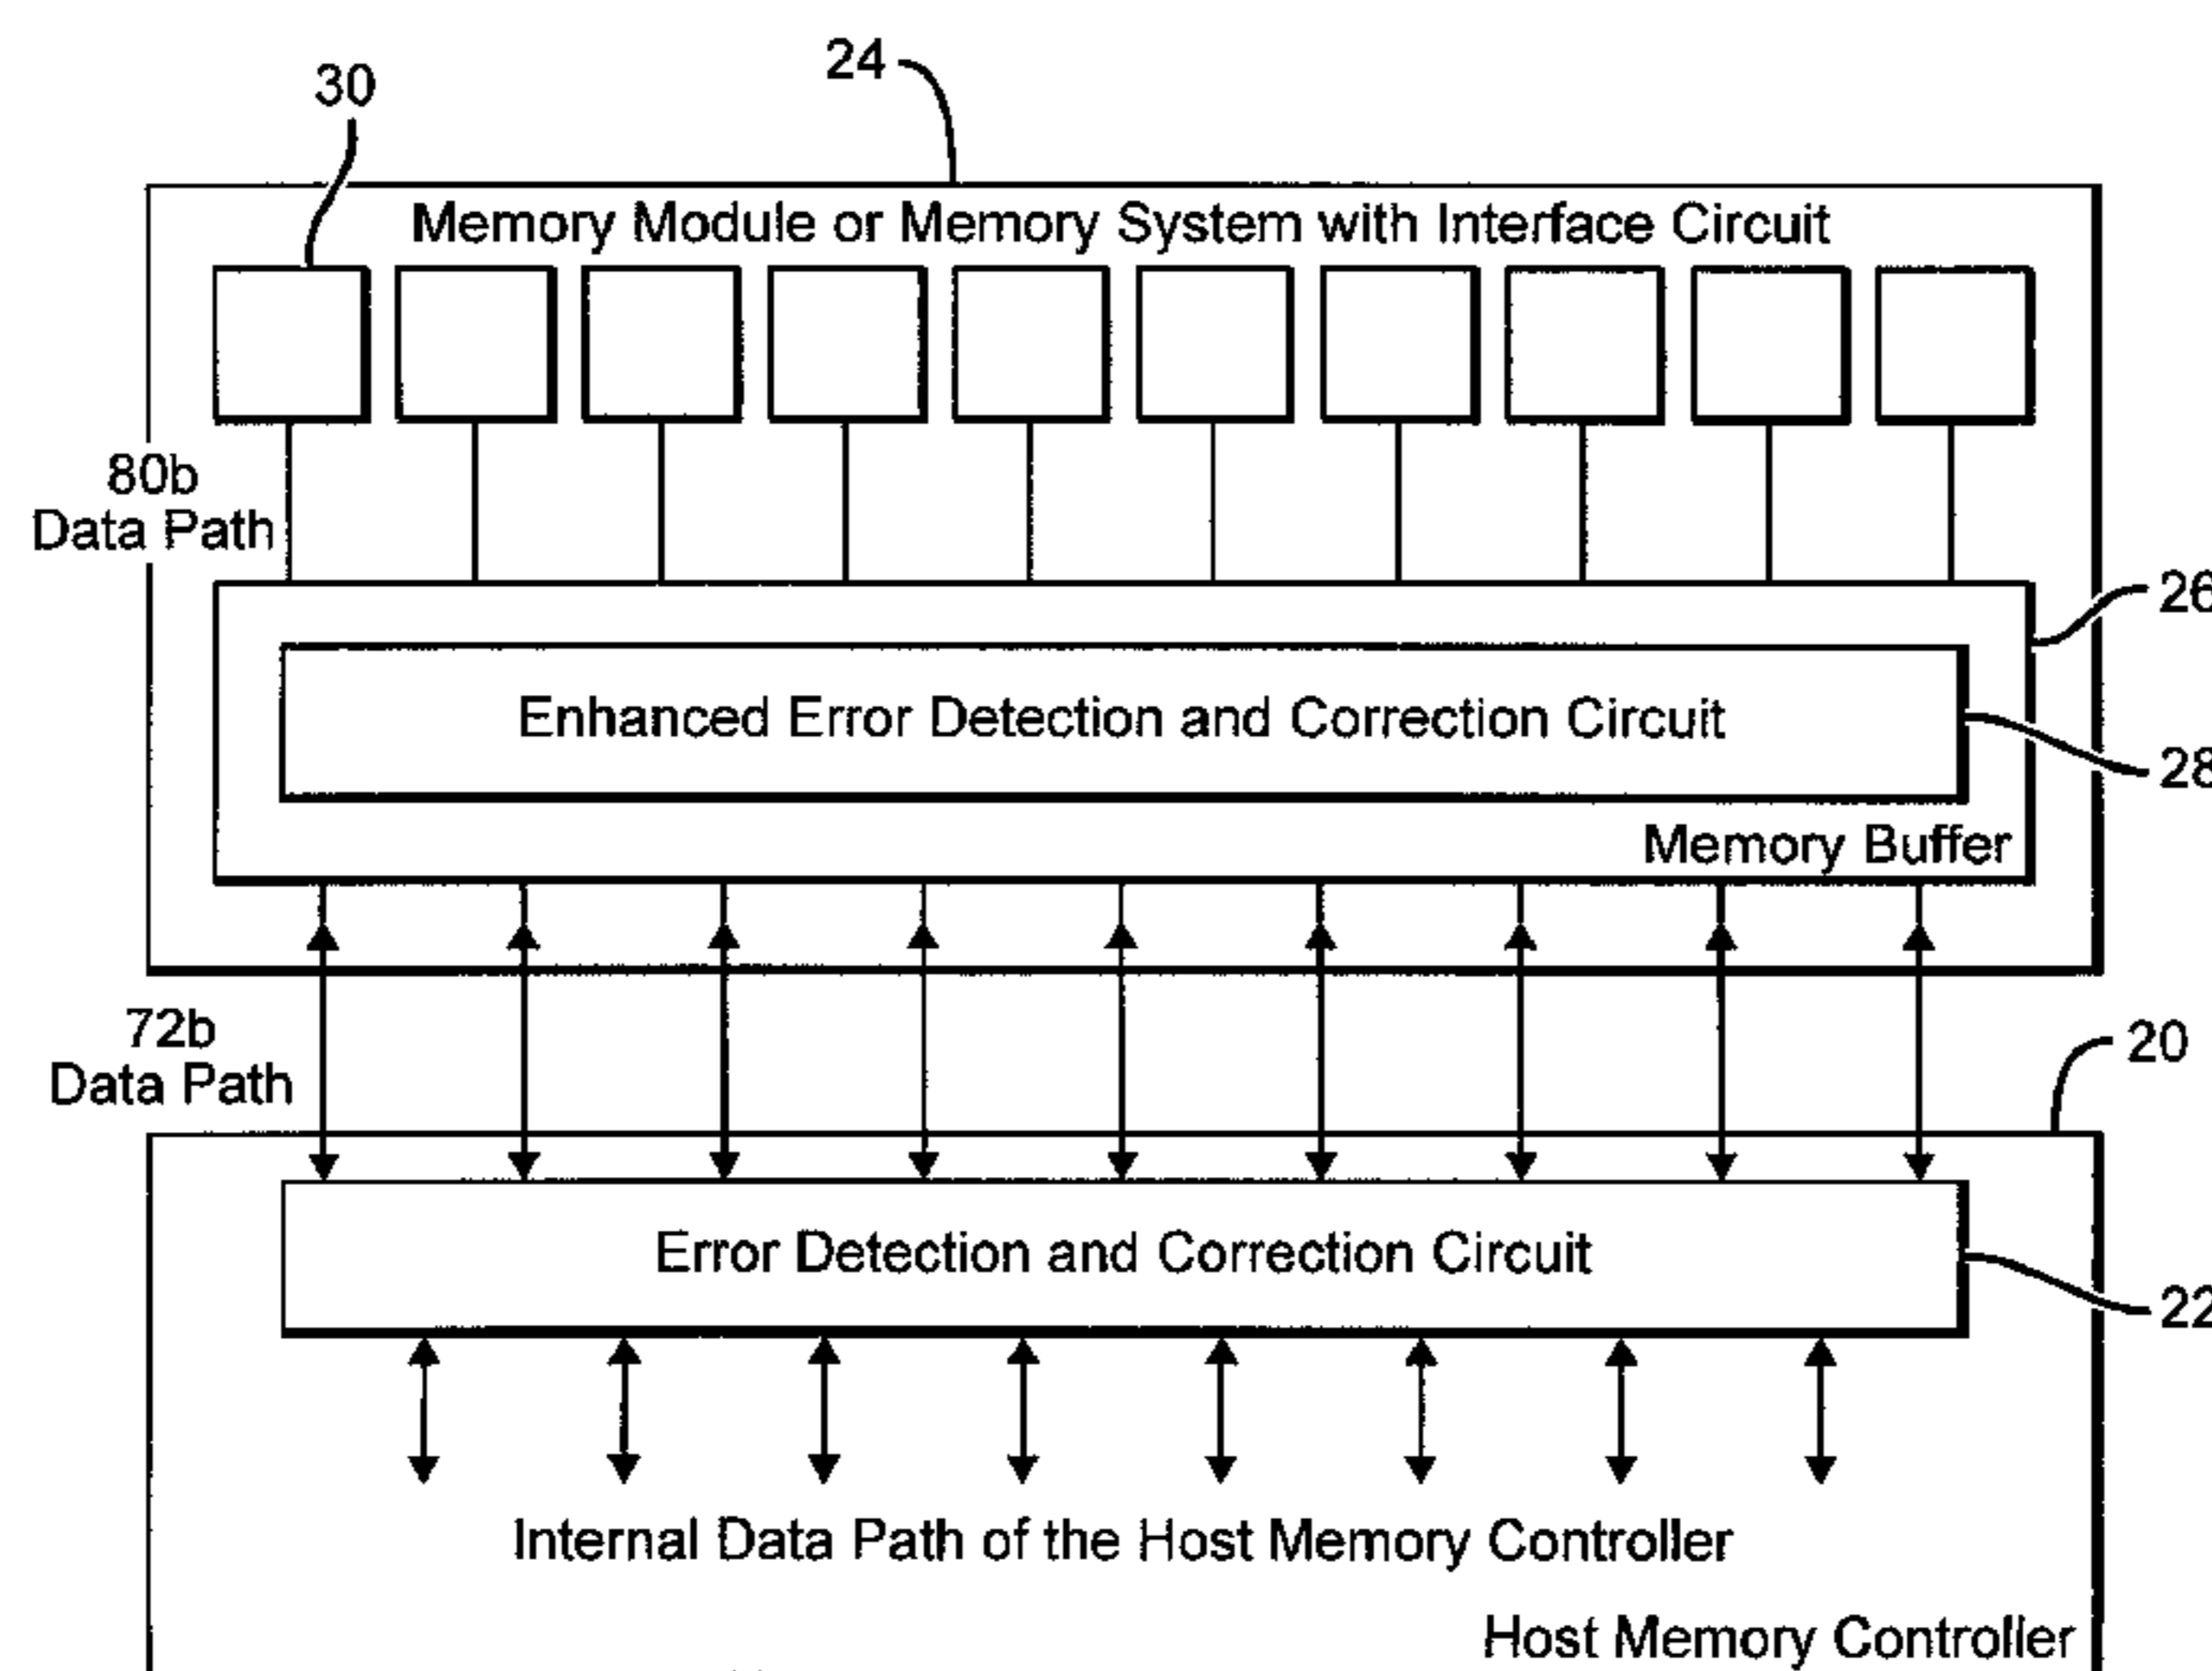 30
24
Memory Module or Memory System with Interface Circuit
80b
Data Path
26
Enhanced Error Detection and Correction Circuit
28
Memory Buffer
72b
Data Path
20
Error Detection and Correction Circuit
22
Internal Data Path of the Host Memory Controller
Host Memory Controller